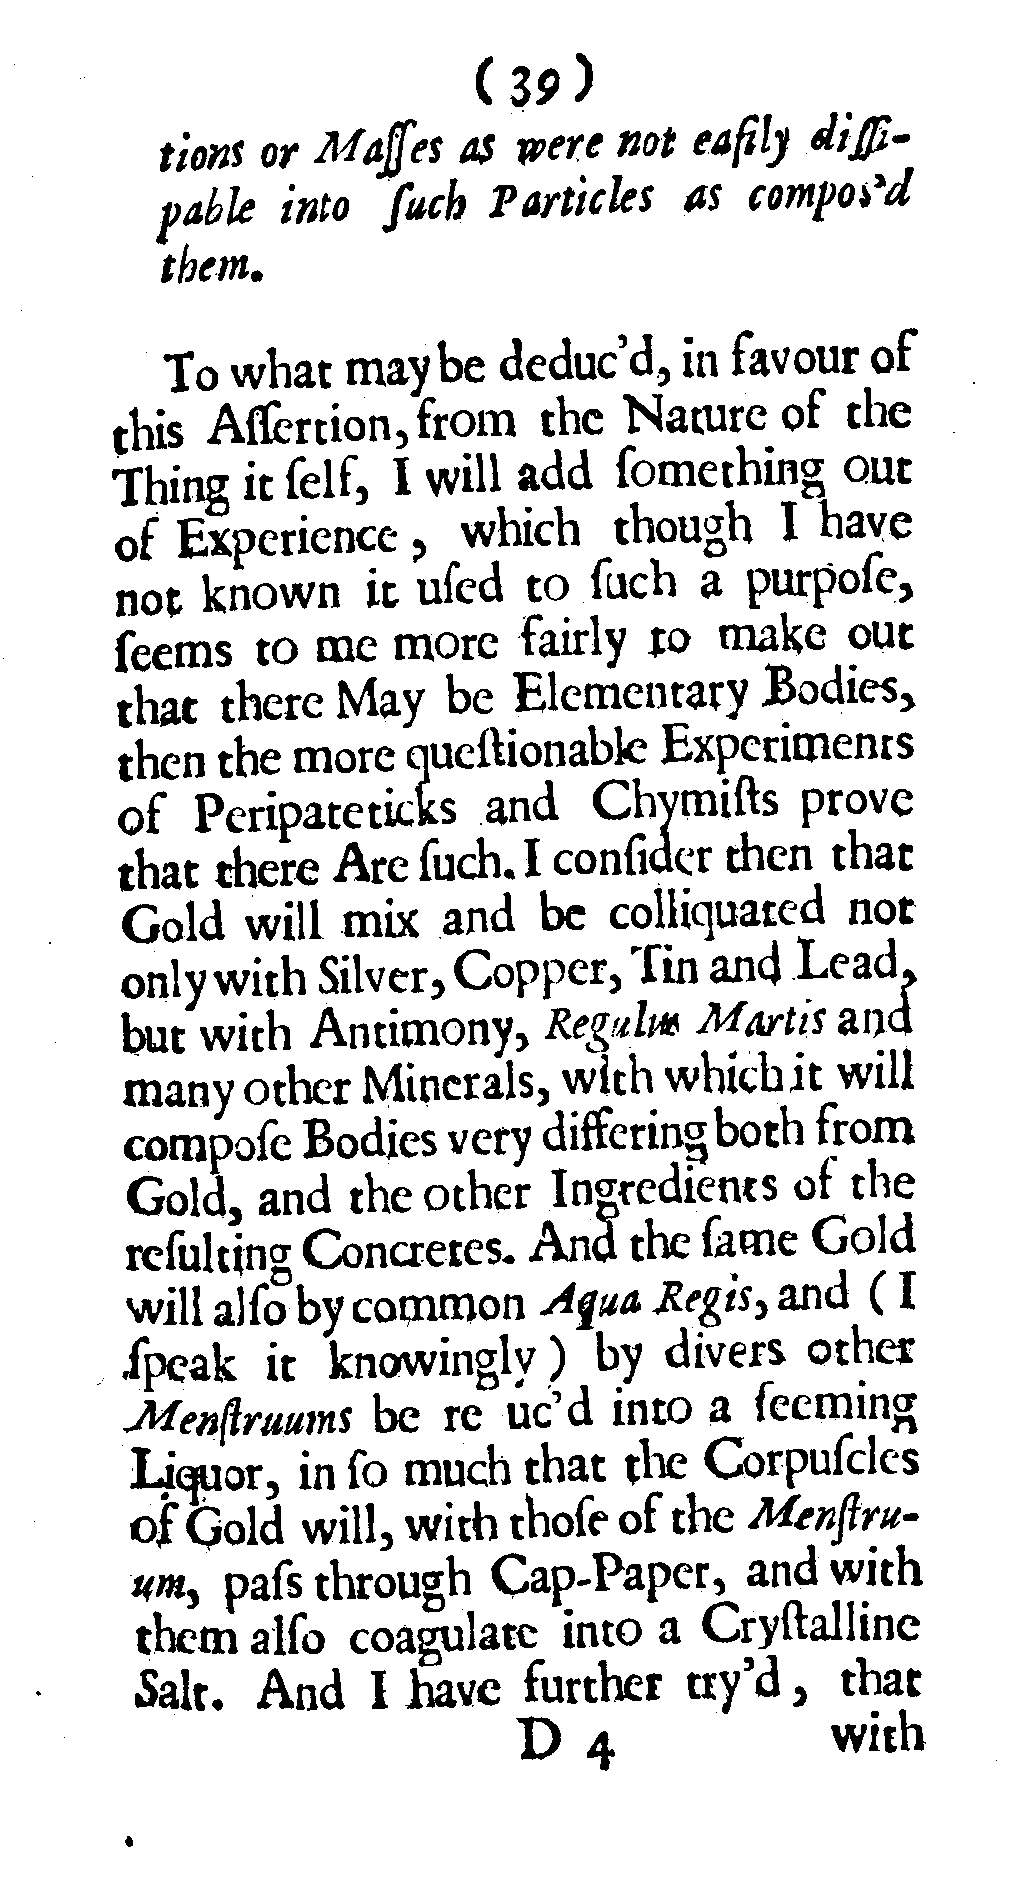 ( 39 )
tions or Maſſes as were not eaſily diſſi-
pable into ſuch Particles as compos'd
them.
To what may be deduc'd, in favour of
this Aſſertion, from the Nature of the
Thing it ſelf, I will add ſomething out
of Experience, which though I have
not known it uſed to ſuch a purpoſe,
ſeems to me more fairly to make out
that there May be Elementary Bodies,
then the more queſtionable Experiments
of Peripateticks and Chymiſts prove
that there Are ſuch. I conſider then that
Gold will mix and be colliquated not
only with Silver, Copper, Tin and Lead,
but with Antimony, Regulus Martis and
many other Minerals, with which it will
compoſe Bodies very differing both from
Gold, and the other Ingredients of the
reſulting Concretes. And the ſame Gold
will alſo by common Aqua Regis, and ( I
ſpeak it knowingly ) by divers other
Menſtruums be re uc'd into a ſeeming
Liquor, in ſo much that the Corpuſcles
of Gold will, with thoſe of the Menſtru-
um, paſs through Cap-Paper, and with
them alſo coagulate into a Cryſtalline
Salt. And I have further try'd, that
D 4 with